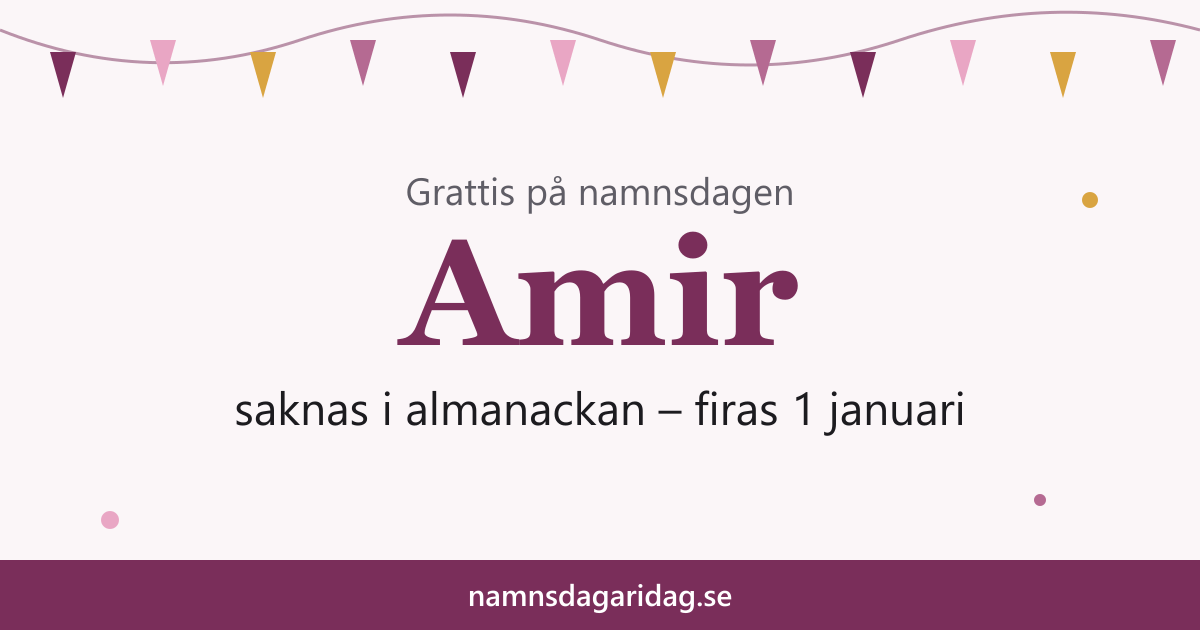 Grattis på namnsdagen
Amir
saknas i almanackan – firas 1 januari
namnsdagaridag.se